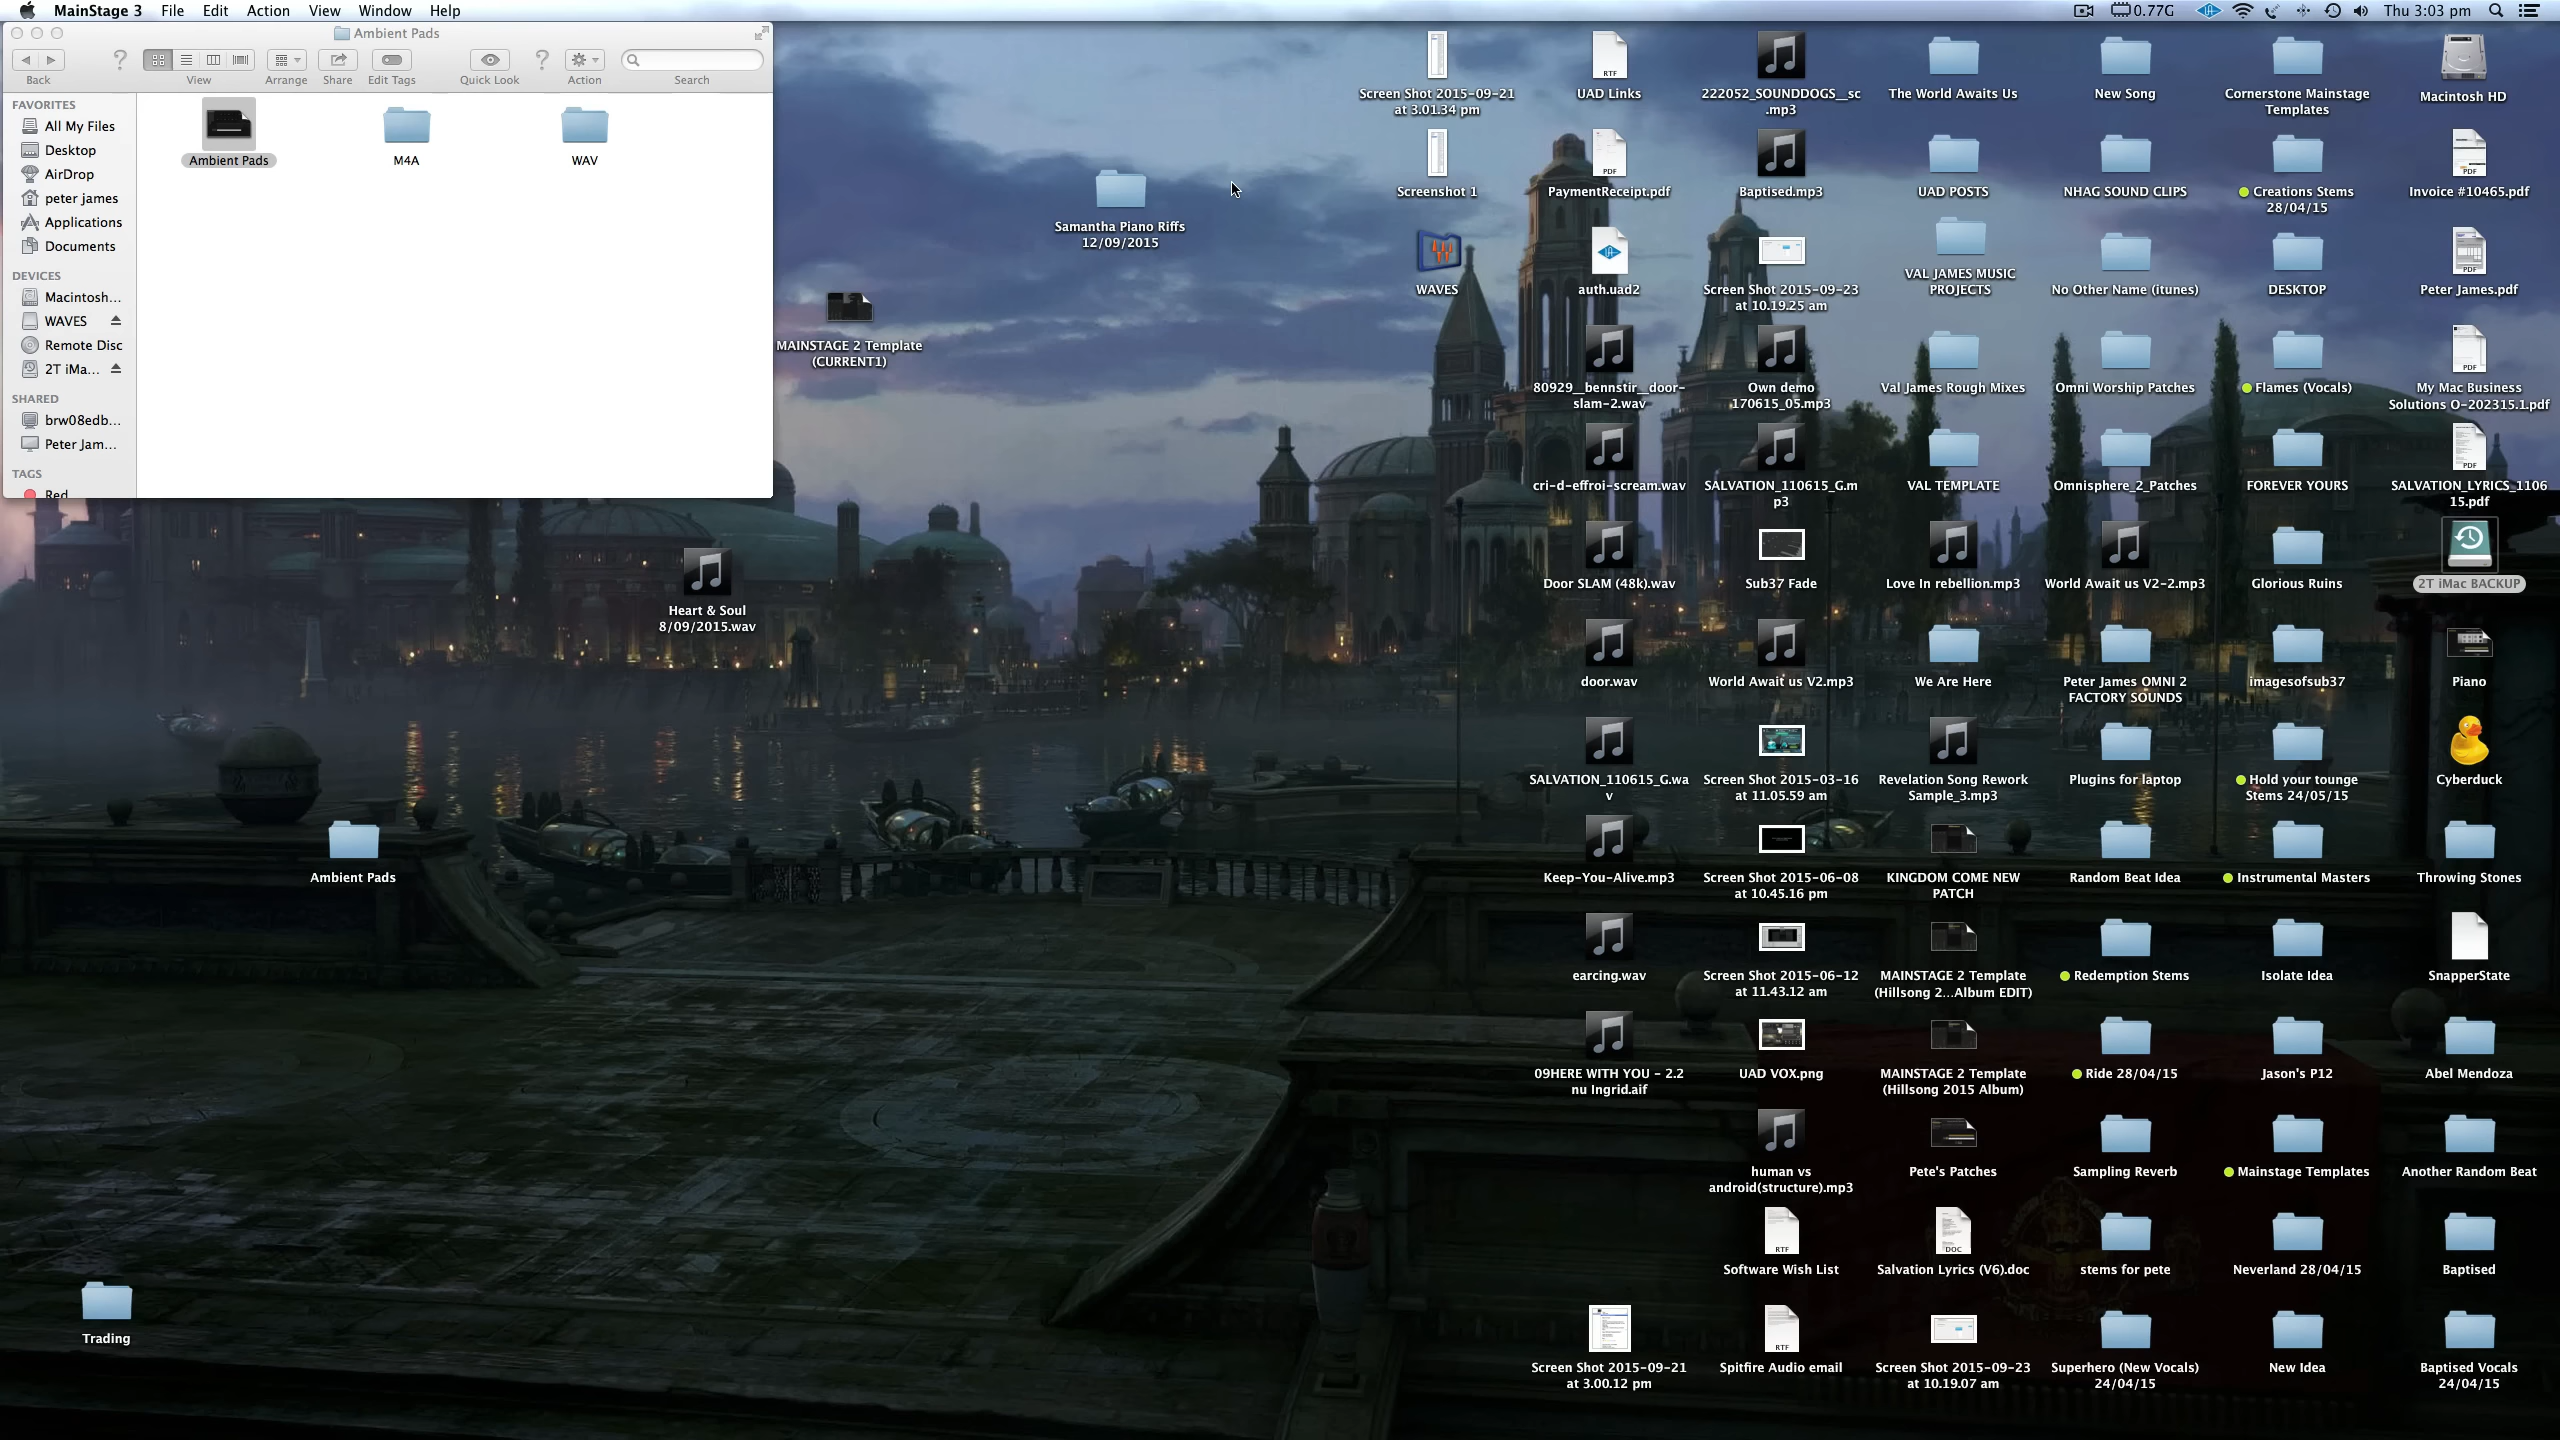 MainStage 3 File Edit Action View Window Help
0.77G Thu 3:03 pm
Ambient Pads
Back View Arrange Share Edit Tags Quick Look Action Search
FAVORITES
All My Files
Desktop
AirDrop
peter james
Applications
Documents
DEVICES
Macintosh...
WAVES
Remote Disc
2T iMa...
SHARED
brw08edb...
Peter Jam...
TAGS
Red
Ambient Pads
M4A
WAV
Samantha Piano Riffs
12/09/2015
MAINSTAGE 2 Template
(CURRENT1)
Heart & Soul
8/09/2015.wav
Ambient Pads
Trading
Screen Shot 2015-09-21
at 3.01.34 pm
Screenshot 1
WAVES
RTF
UAD Links
PDF
PaymentReceipt.pdf
auth.uad2
80929__bennstir__door-
slam-2.wav
cri-d-effroi-scream.wav
Door SLAM (48k).wav
door.wav
SALVATION_110615_G.wa
v
Keep-You-Alive.mp3
earcing.wav
09HERE WITH YOU - 2.2
nu Ingrid.aif
Screen Shot 2015-09-21
at 3.00.12 pm
222052_SOUNDDOGS__sc
.mp3
Baptised.mp3
Screen Shot 2015-09-23
at 10.19.25 am
Own demo
170615_05.mp3
SALVATION_110615_G.m
p3
Sub37 Fade
World Await us V2.mp3
Screen Shot 2015-03-16
at 11.05.59 am
Screen Shot 2015-06-08
at 10.45.16 pm
Screen Shot 2015-06-12
at 11.43.12 am
UAD VOX.png
human vs
android(structure).mp3
RTF
Software Wish List
RTF
Spitfire Audio email
The World Awaits Us
UAD POSTS
VAL JAMES MUSIC
PROJECTS
Val James Rough Mixes
VAL TEMPLATE
Love In rebellion.mp3
We Are Here
Revelation Song Rework
Sample_3.mp3
KINGDOM COME NEW
PATCH
MAINSTAGE 2 Template
(Hillsong 2...Album EDIT)
MAINSTAGE 2 Template
(Hillsong 2015 Album)
Pete's Patches
DOC
Salvation Lyrics (V6).doc
Screen Shot 2015-09-23
at 10.19.07 am
New Song
NHAG SOUND CLIPS
No Other Name (itunes)
Omni Worship Patches
Omnisphere_2_Patches
World Await us V2-2.mp3
Peter James OMNI 2
FACTORY SOUNDS
Plugins for laptop
Random Beat Idea
Redemption Stems
Ride 28/04/15
Sampling Reverb
stems for pete
Superhero (New Vocals)
24/04/15
Cornerstone Mainstage
Templates
Creations Stems
28/04/15
DESKTOP
Flames (Vocals)
FOREVER YOURS
Glorious Ruins
imagesofsub37
Hold your tounge
Stems 24/05/15
Instrumental Masters
Isolate Idea
Jason's P12
Mainstage Templates
Neverland 28/04/15
New Idea
Macintosh HD
PDF
Invoice #10465.pdf
PDF
Peter James.pdf
My Mac Business
Solutions O-202315.1.pdf
PDF
SALVATION_LYRICS_1106
15.pdf
2T iMac BACKUP
Piano
Cyberduck
Throwing Stones
SnapperState
Abel Mendoza
Another Random Beat
Baptised
Baptised Vocals
24/04/15